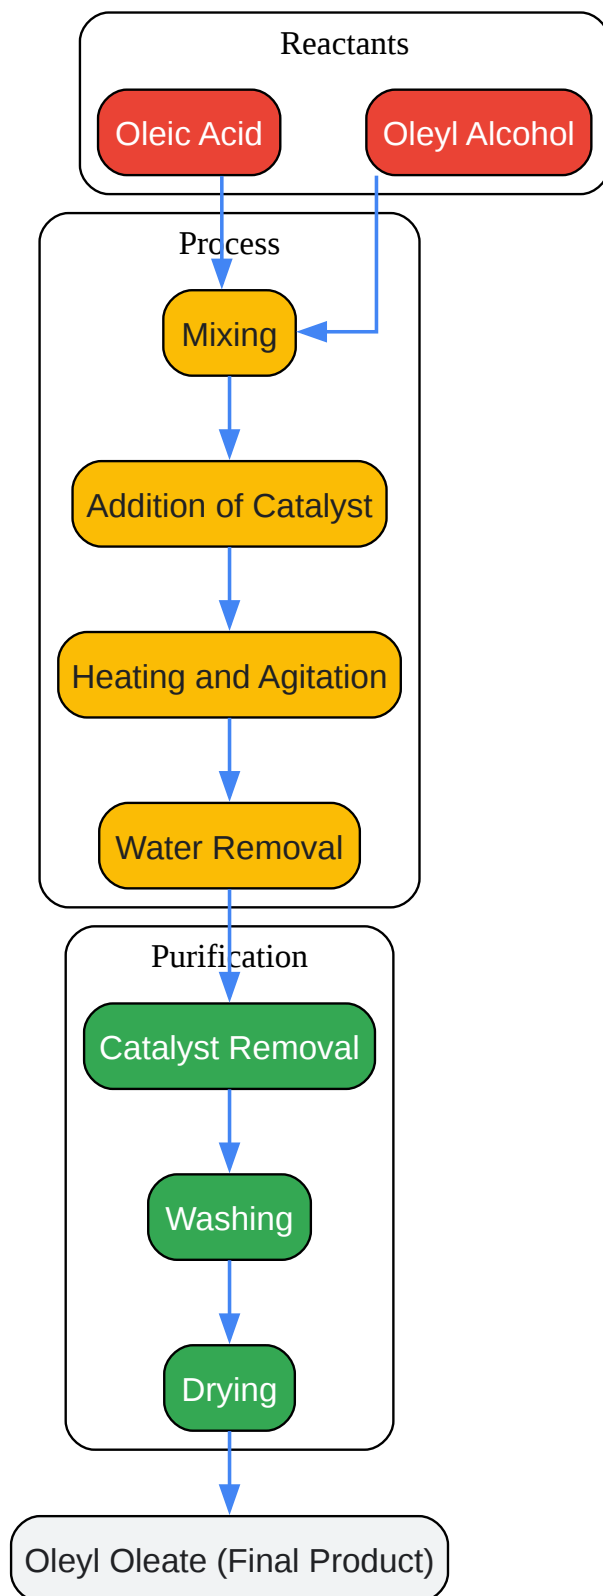 Reactants
Oleic Acid
Oleyl Alcohol
Process
Mixing
Addition of Catalyst
Heating and Agitation
Water Removal
Purification
Catalyst Removal
Washing
Drying
Oleyl Oleate (Final Product)